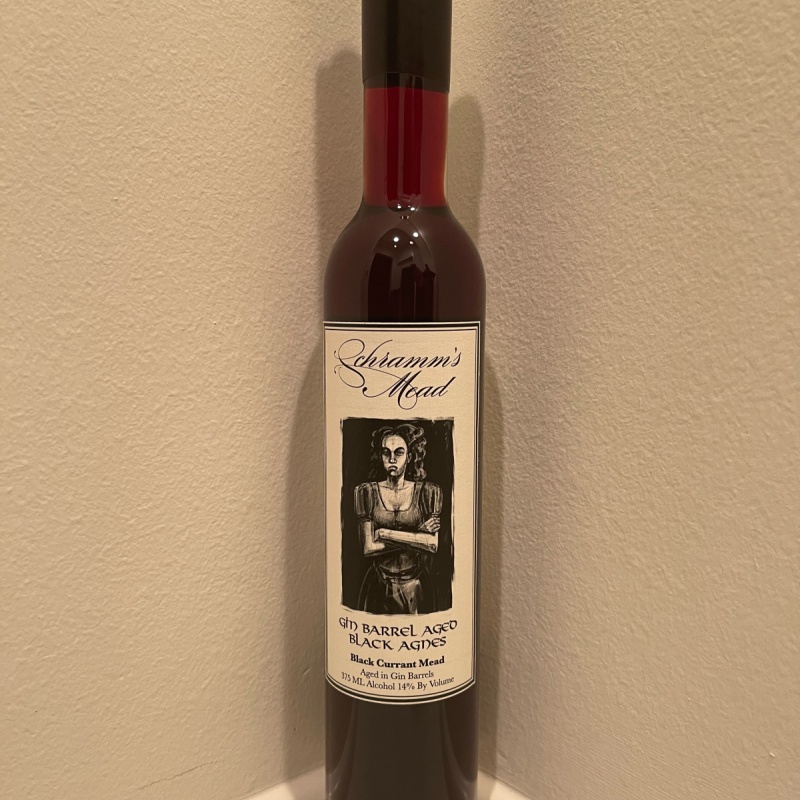 Schramm's
Mead
GIN BARREL AGED
BLACK AGNES
Black Currant Mead
Aged in Gin Barrels
375 ML Alcohol 14% By Volume